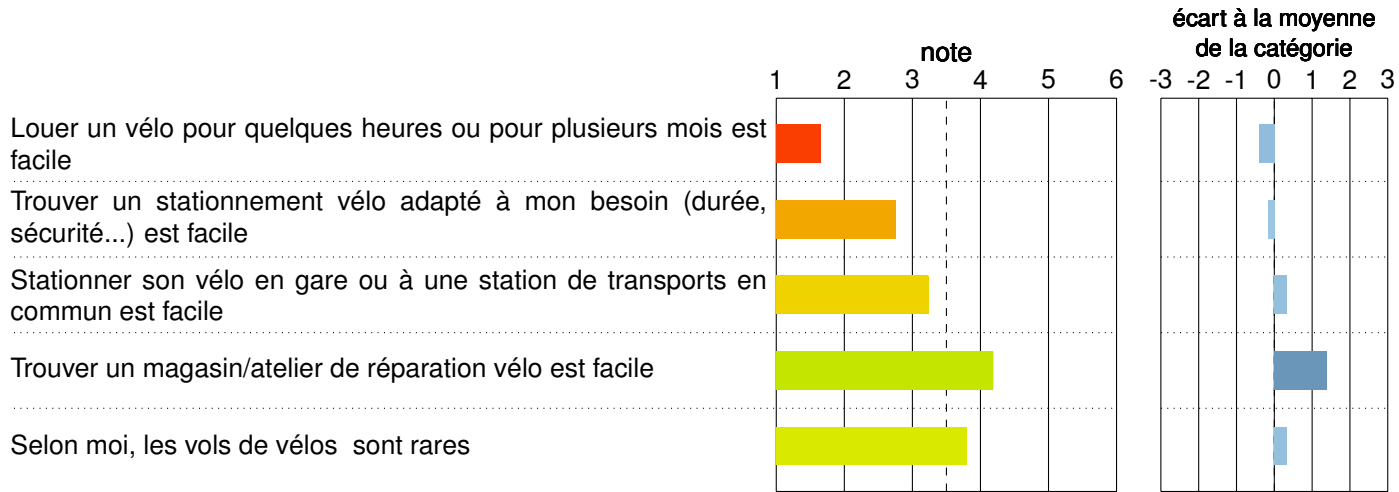 écart à la moyenne
note de la catégorie
1 2 3 4 5 6 -3 -2 -1 0 1 2 3
Louer un vélo pour quelques heures ou pour plusieurs mois est
facile
Trouver un stationnement vélo adapté à mon besoin (durée,
sécurité...) est facile
Stationner son vélo en gare ou à une station de transports en
commun est facile
Trouver un magasin/atelier de réparation vélo est facile
Selon moi, les vols de vélos sont rares